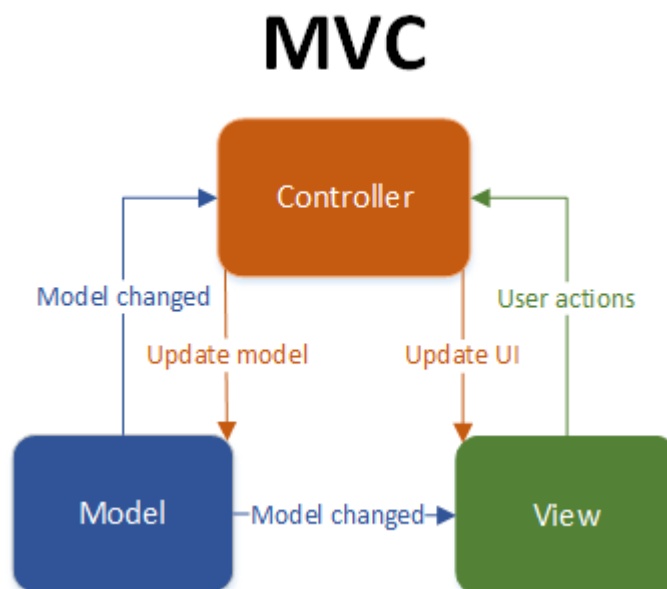 MVC
Controller
Model changed
User actions
Update model
Update UI
Model
Model changed
View